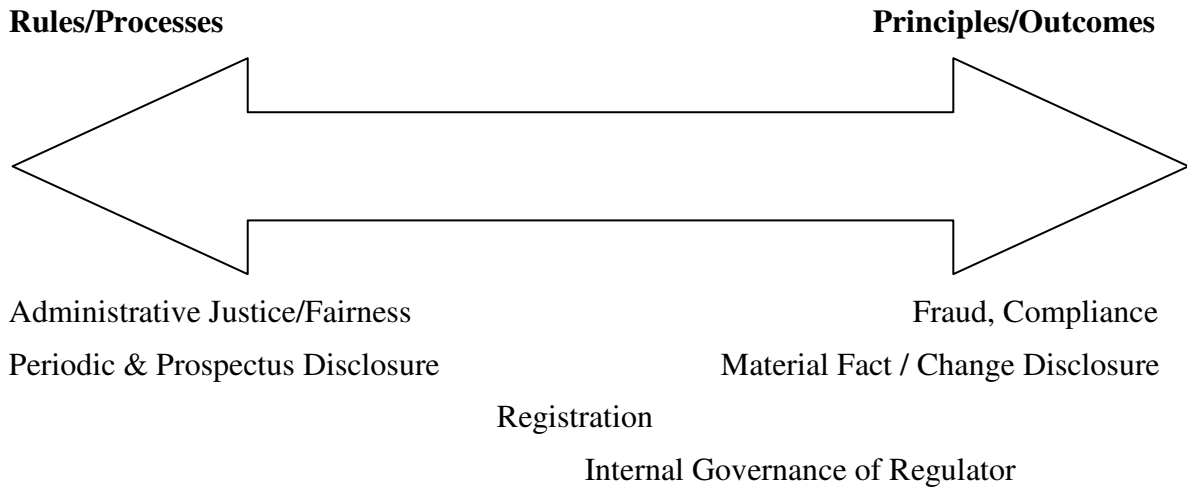 Rules/Processes Principles/Outcomes
Administrative Justice/Fairness Fraud, Compliance
Periodic & Prospectus Disclosure Material Fact / Change Disclosure
Registration
Internal Governance of Regulator